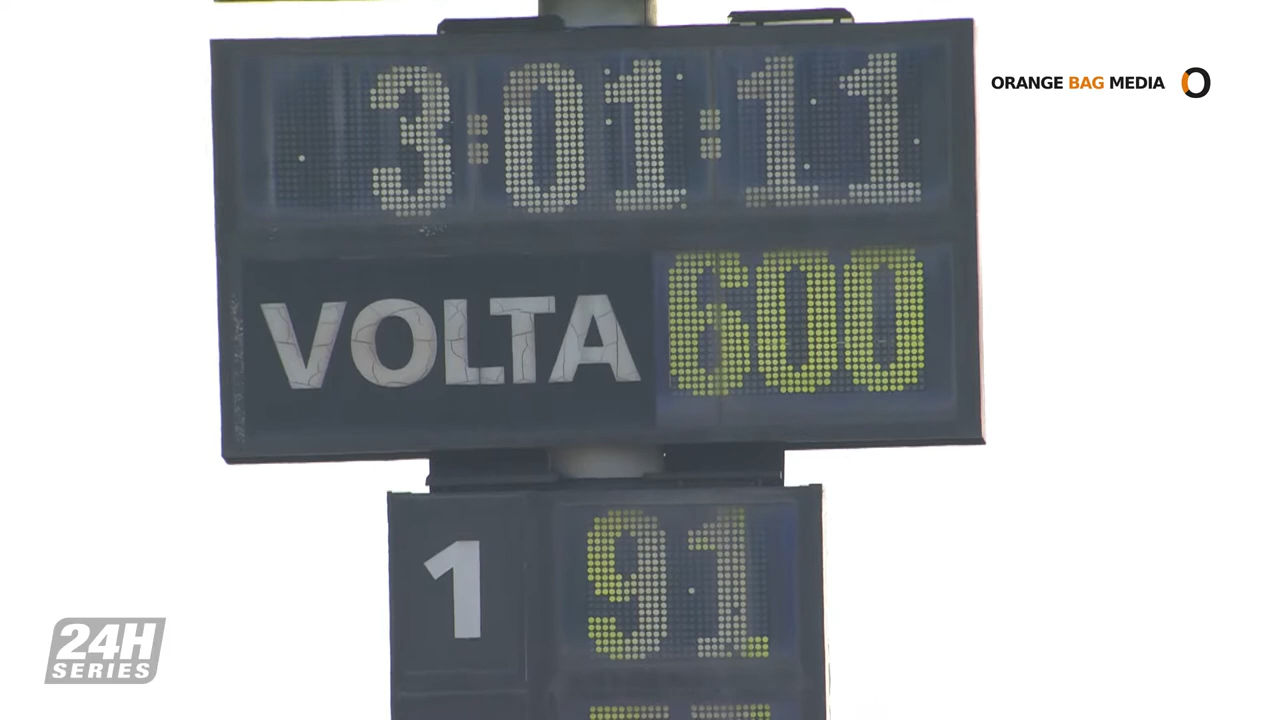 3:01:11
ORANGE BAG MEDIA
VOLTA 600
1 91
24H
SERIES